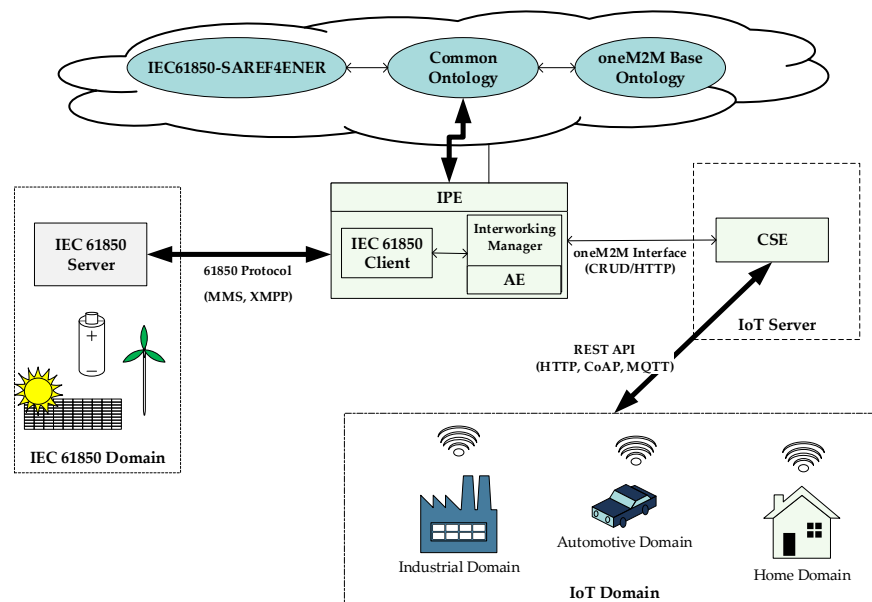 IEC61850-SAREF4ENER
Common
Ontology
oneM2M Base
Ontology
IPE
IEC 61850
Client
Interworking
Manager
AE
IEC 61850
Server
61850 Protocol
(MMS, XMPP)
oneM2M Interface
(CRUD/HTTP)
CSE
IoT Server
REST API
(HTTP, CoAP, MQTT)
IEC 61850 Domain
Industrial Domain
Automotive Domain
Home Domain
IoT Domain